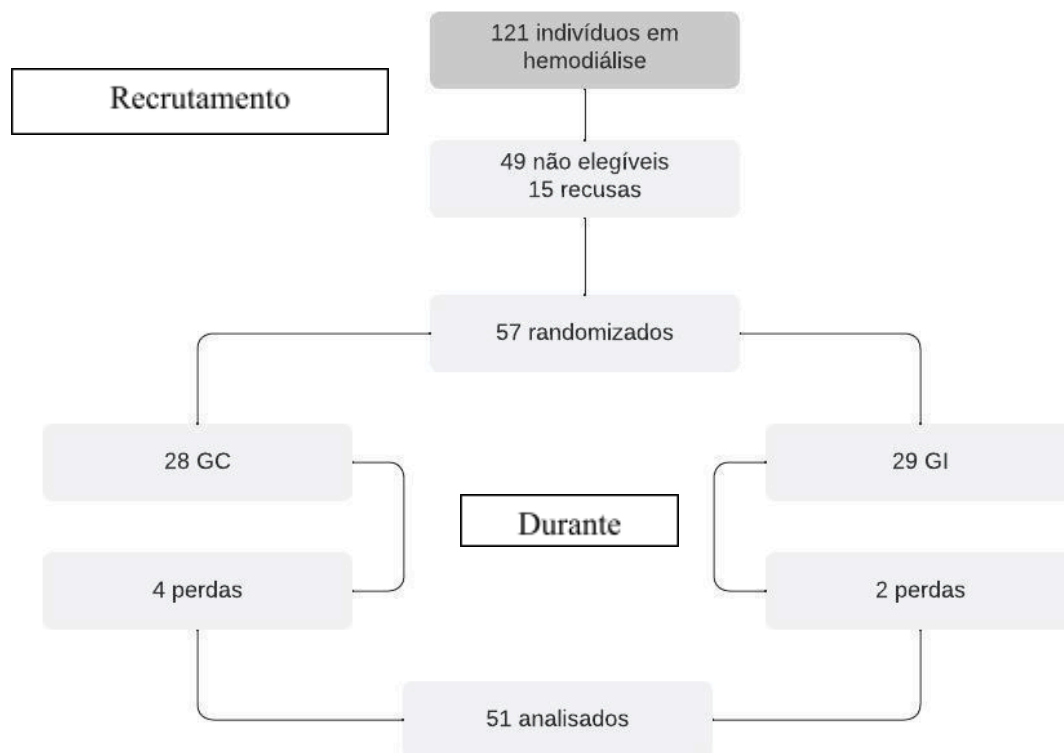 121 indivíduos em
hemodiálise
Recrutamento
49 não elegíveis
15 recusas
57 randomizados
28 GC
29 GI
Durante
4 perdas
2 perdas
51 analisados